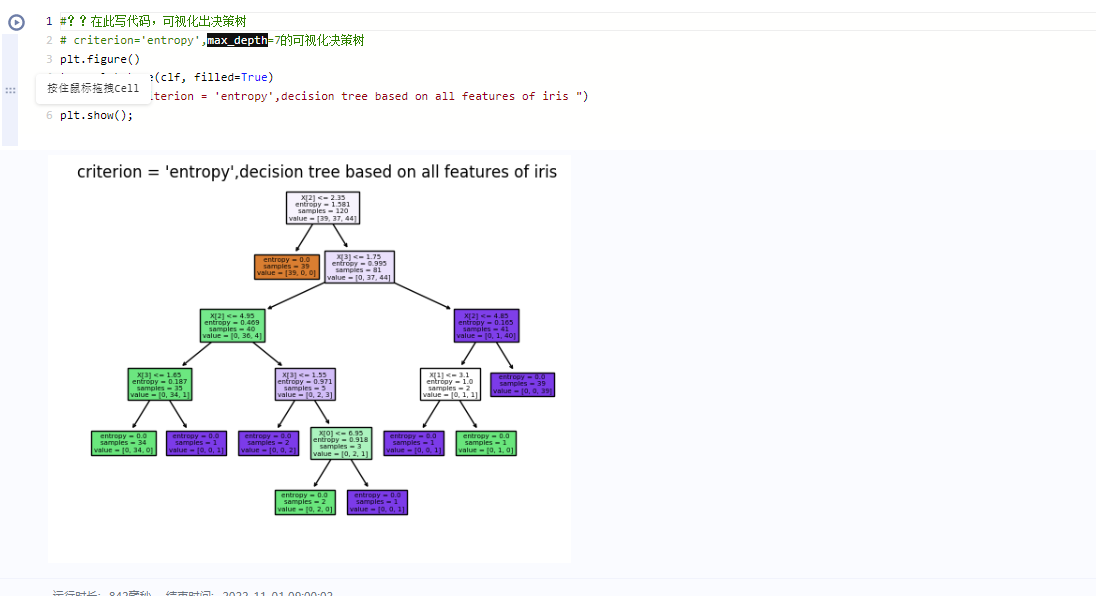 1 #？？在此写代码，可视化出决策树
2 # criterion='entropy',max_depth=7的可视化决策树
3 plt.figure()
(clf, filled=True)
按住鼠标拖拽Cell
iterion = 'entropy',decision tree based on all features of iris ")
6 plt.show();
criterion = 'entropy',decision tree based on all features of iris
X[2] <= 2.35
entropy = 1.581
samples = 120
value = [39, 37, 44]
entropy = 0.0
samples = 39
value = [39, 0, 0]
X[3] <= 1.75
entropy = 0.995
samples = 81
value = [0, 37, 44]
X[2] <= 4.95
entropy = 0.469
samples = 40
value = [0, 36, 4]
X[2] <= 4.85
entropy = 0.165
samples = 41
value = [0, 1, 40]
X[3] <= 1.65
entropy = 0.187
samples = 35
value = [0, 34, 1]
X[3] <= 1.55
entropy = 0.971
samples = 5
value = [0, 2, 3]
X[1] <= 3.1
entropy = 1.0
samples = 2
value = [0, 1, 1]
entropy = 0.0
samples = 39
value = [0, 0, 39]
entropy = 0.0
samples = 34
value = [0, 34, 0]
entropy = 0.0
samples = 1
value = [0, 0, 1]
entropy = 0.0
samples = 2
value = [0, 0, 2]
X[0] <= 6.95
entropy = 0.918
samples = 3
value = [0, 2, 1]
entropy = 0.0
samples = 1
value = [0, 0, 1]
entropy = 0.0
samples = 1
value = [0, 1, 0]
entropy = 0.0
samples = 2
value = [0, 2, 0]
entropy = 0.0
samples = 1
value = [0, 0, 1]
运行时长: 842毫秒 结束时间: 2022-11-01 09:00:02